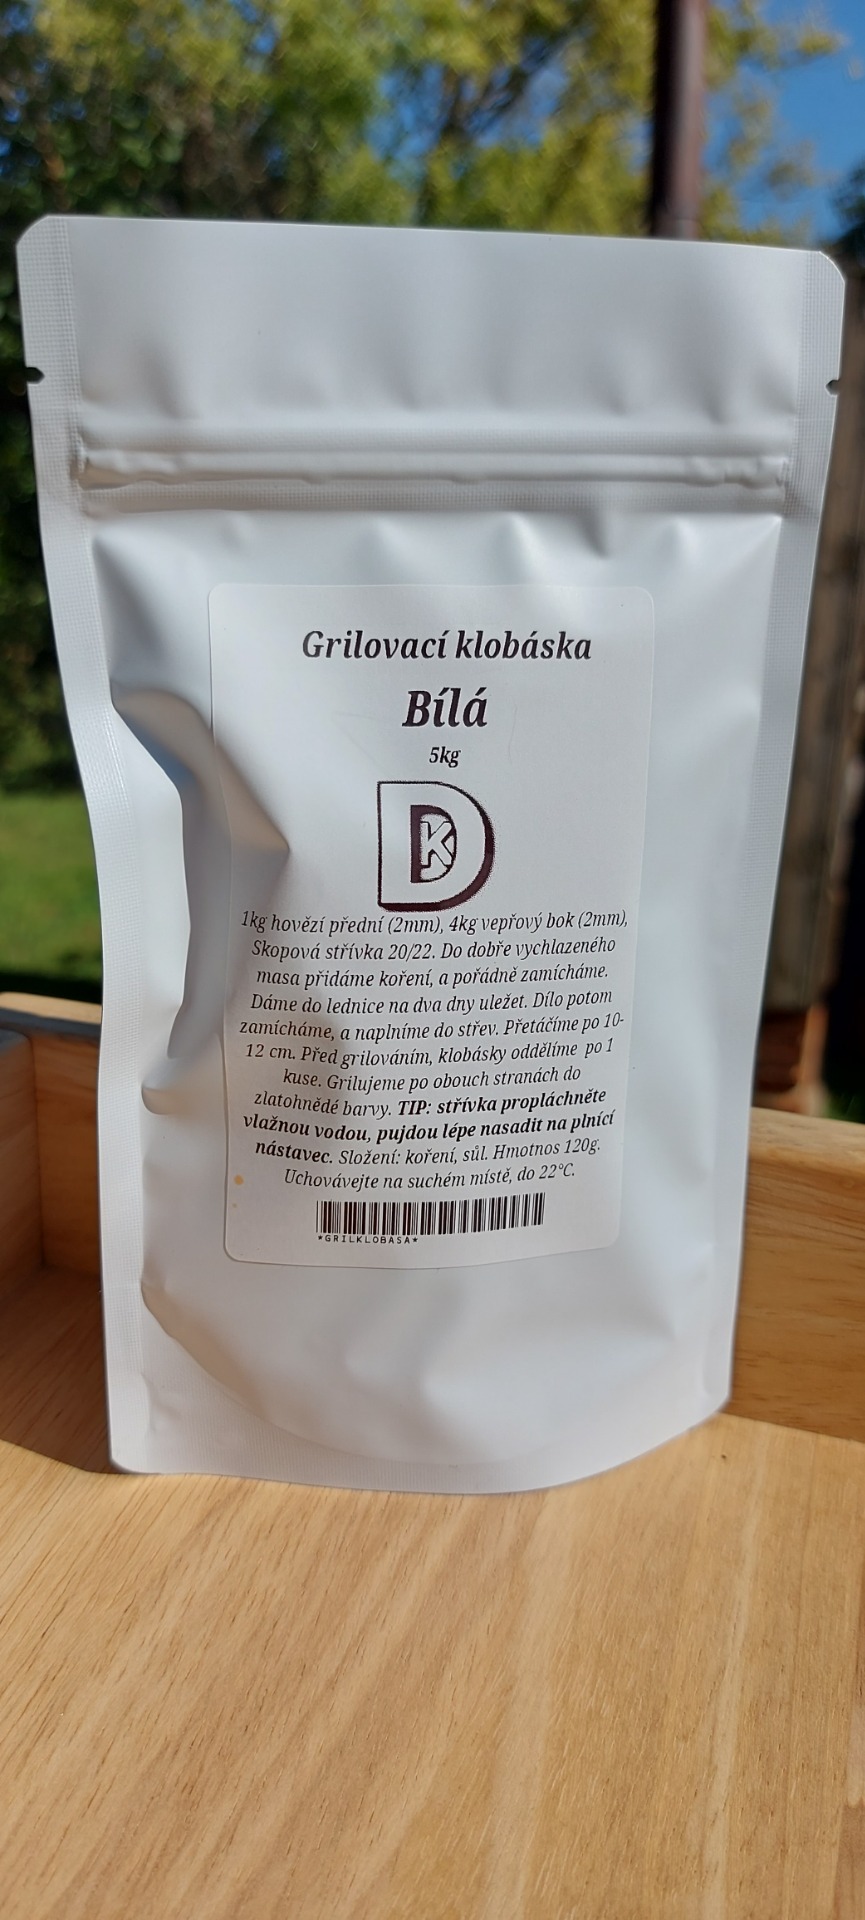 Grilovací klobáska
Bílá
5kg
DK
1kg hovězí přední (2mm), 4kg vepřový bok (2mm),
Skopová střívka 20/22. Do dobře vychlazeného
masa přidáme koření, a pořádně zamícháme.
Dáme do lednice na dva dny uležet. Dílo potom
zamícháme, a naplníme do střev. Přetáčíme po 10-
12 cm. Před grilováním, klobásky oddělíme po 1
kuse. Grilujeme po obouch stranách do
zlatohnědé barvy. TIP: střívka propláchněte
vlažnou vodou, pujdou lépe nasadit na plnící
nástavec. Složení: koření, sůl. Hmotnos 120g.
Uchovávejte na suchém místě, do 22°C.
*GRILKLOBASA*